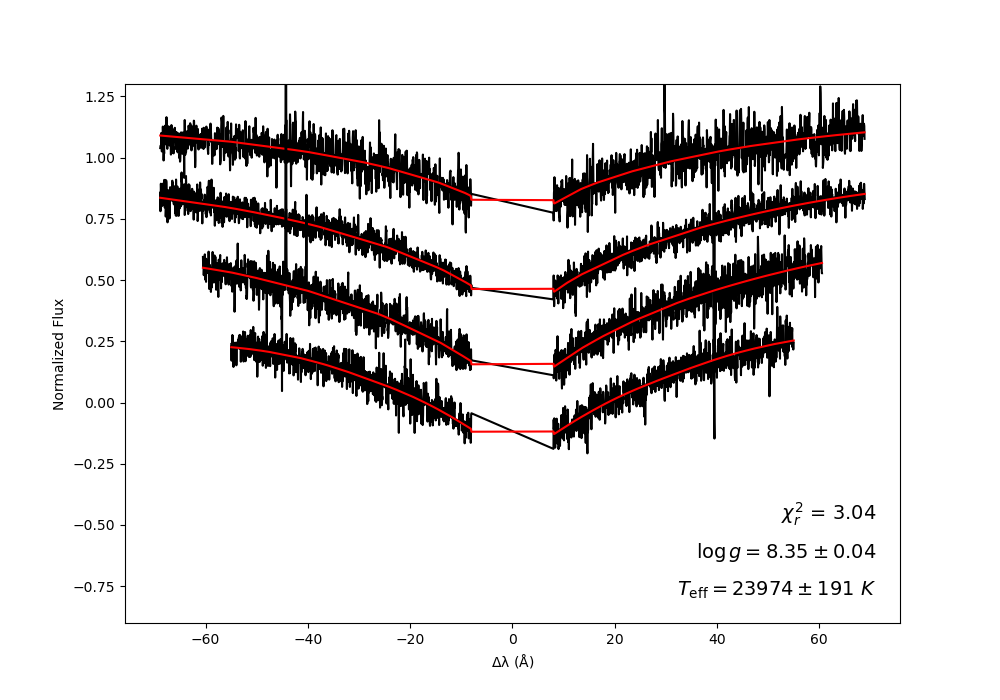 1.25
1.00
0.75
0.50
0.25
0.00
−0.25
−0.50
−0.75
Normalized Flux
χ²ᵣ = 3.04
log g = 8.35 ± 0.04
T_eff = 23974 ± 191 K
−60 −40 −20 0 20 40 60
Δλ (Å)